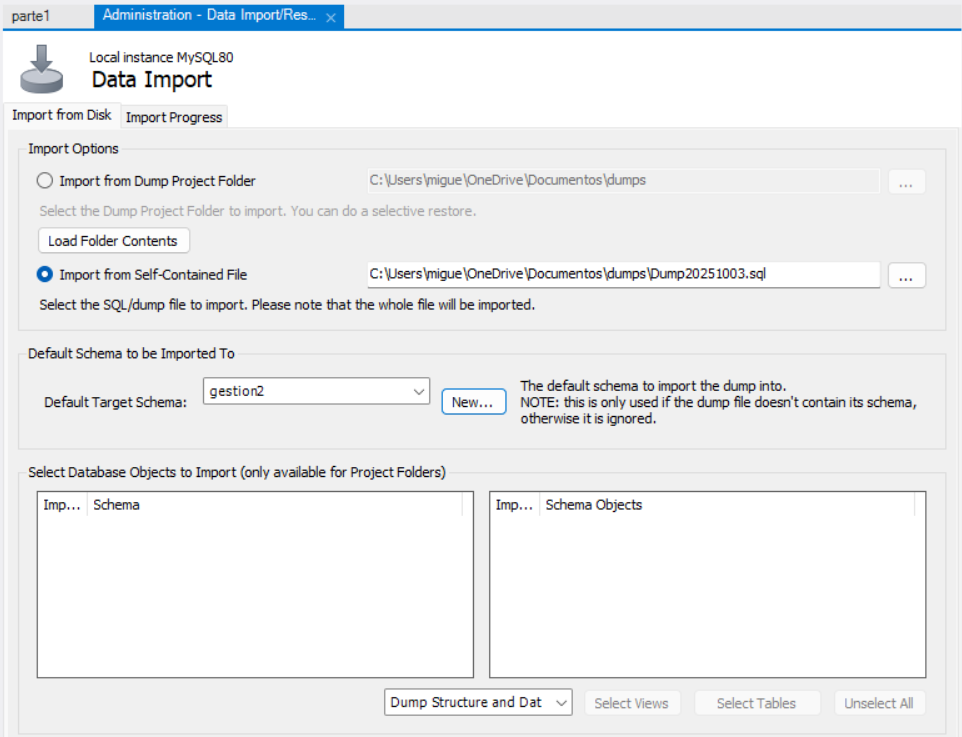 parte1 Administration - Data Import/Res... ×
Local instance MySQL80
Data Import
Import from Disk Import Progress
Import Options
Import from Dump Project Folder C:\Users\migue\OneDrive\Documentos\dumps ...
Select the Dump Project Folder to import. You can do a selective restore.
Load Folder Contents
Import from Self-Contained File C:\Users\migue\OneDrive\Documentos\dumps\Dump20251003.sql ...
Select the SQL/dump file to import. Please note that the whole file will be imported.
Default Schema to be Imported To
Default Target Schema: gestion2 New... The default schema to import the dump into.
NOTE: this is only used if the dump file doesn't contain its schema,
otherwise it is ignored.
Select Database Objects to Import (only available for Project Folders)
Imp... Schema Imp... Schema Objects
Dump Structure and Dat Select Views Select Tables Unselect All